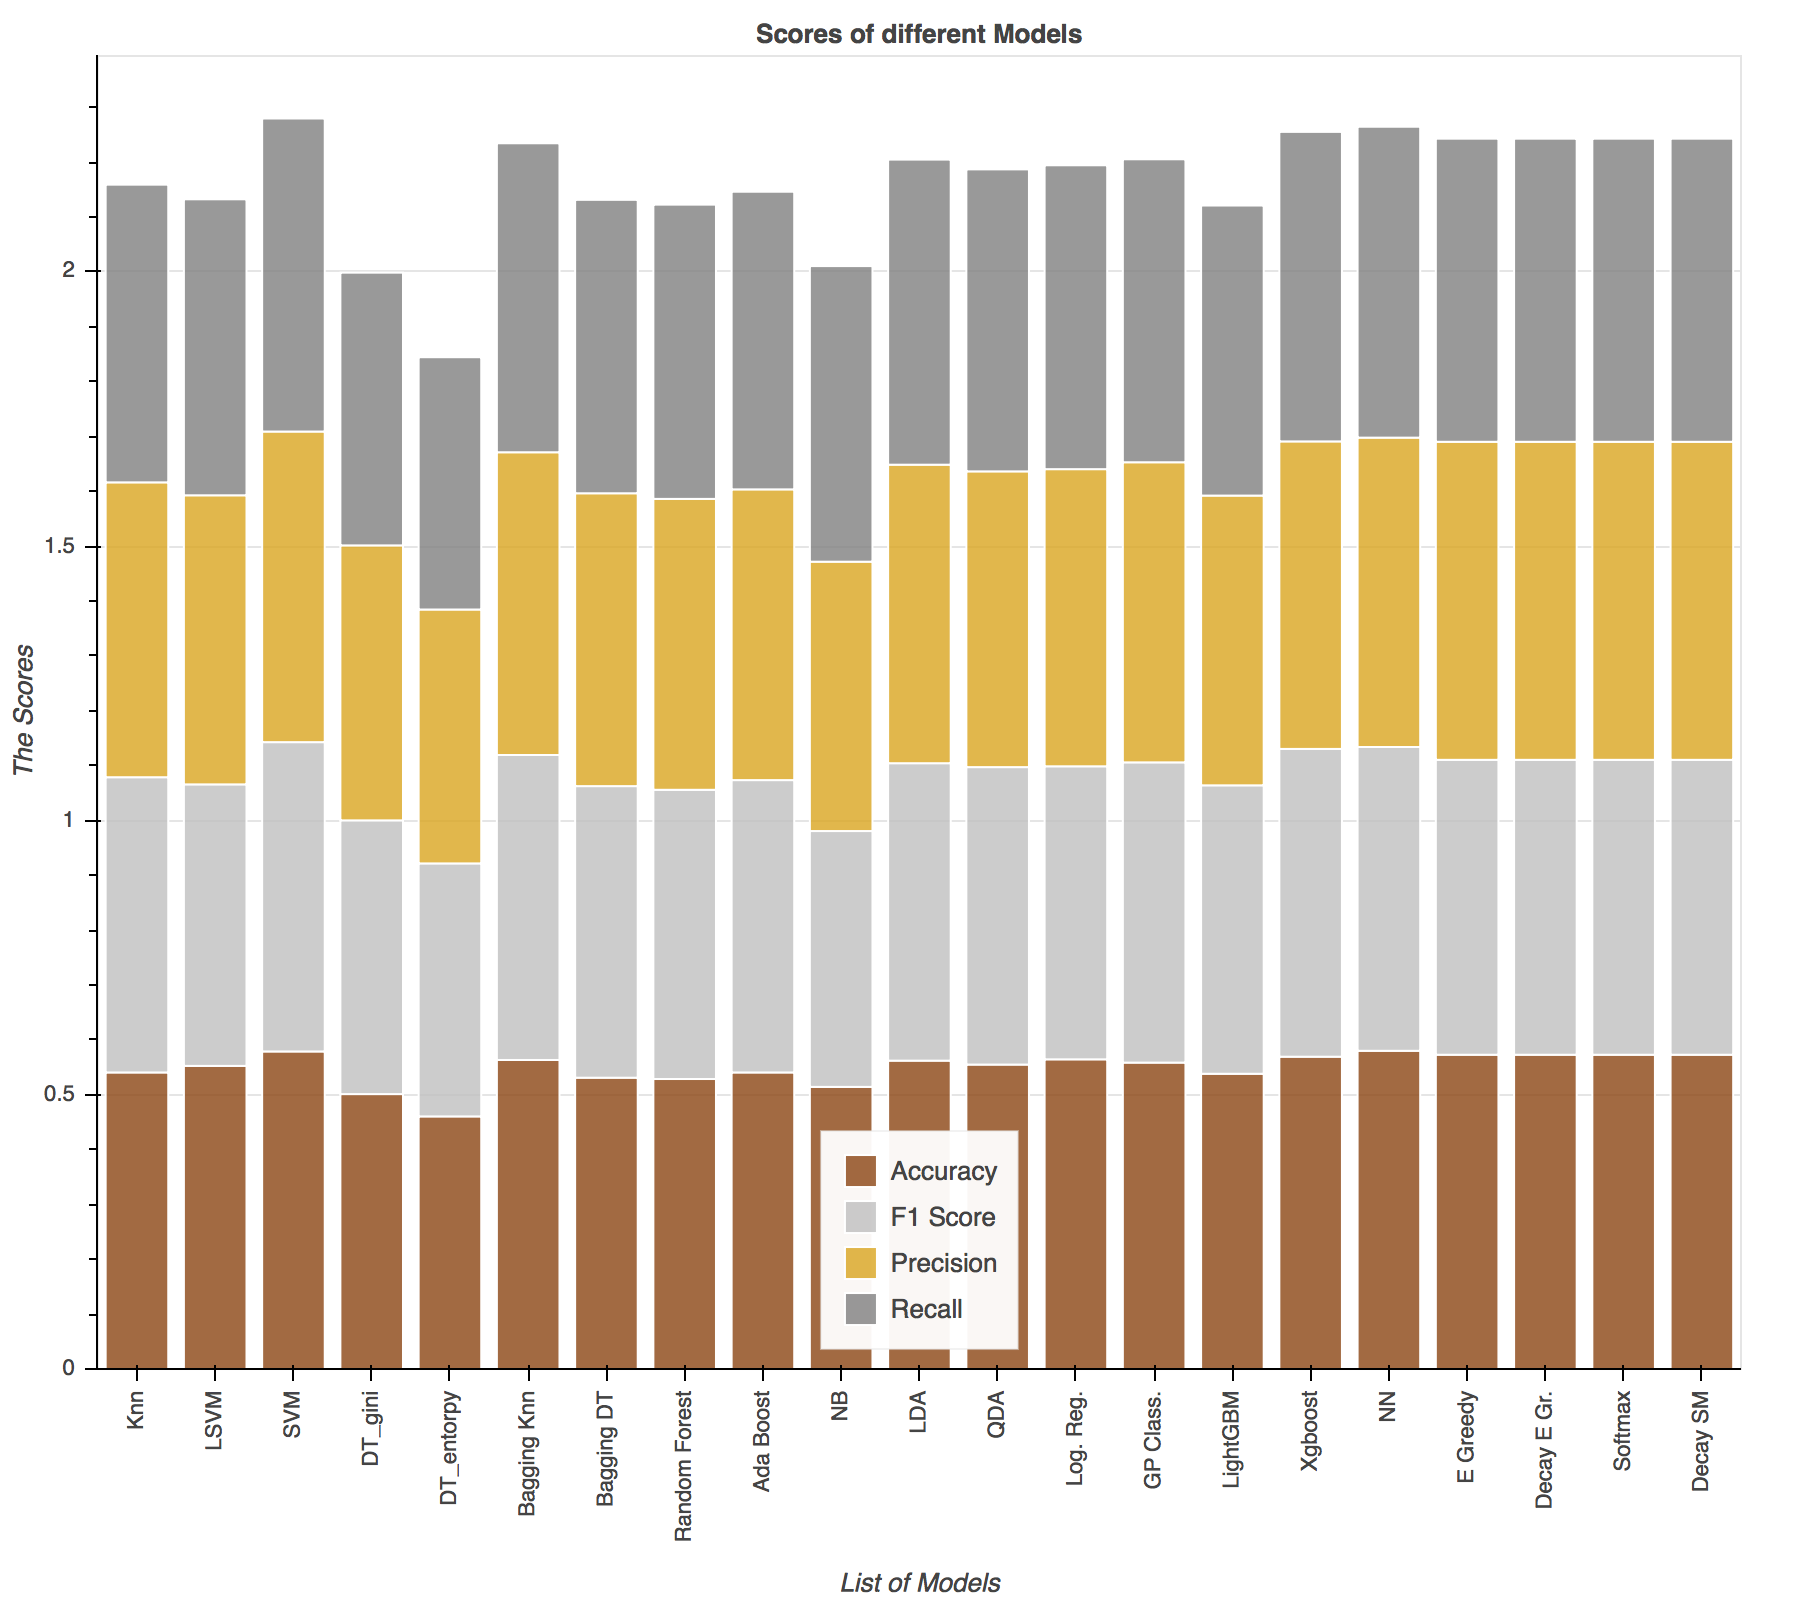 Scores of different Models
The Scores
2
1.5
1
0.5
0
Accuracy
F1 Score
Precision
Recall
Knn
LSVM
SVM
DT_gini
DT_entorpy
Bagging Knn
Bagging DT
Random Forest
Ada Boost
NB
LDA
QDA
Log. Reg.
GP Class.
LightGBM
Xgboost
NN
E Greedy
Decay E Gr.
Softmax
Decay SM
List of Models